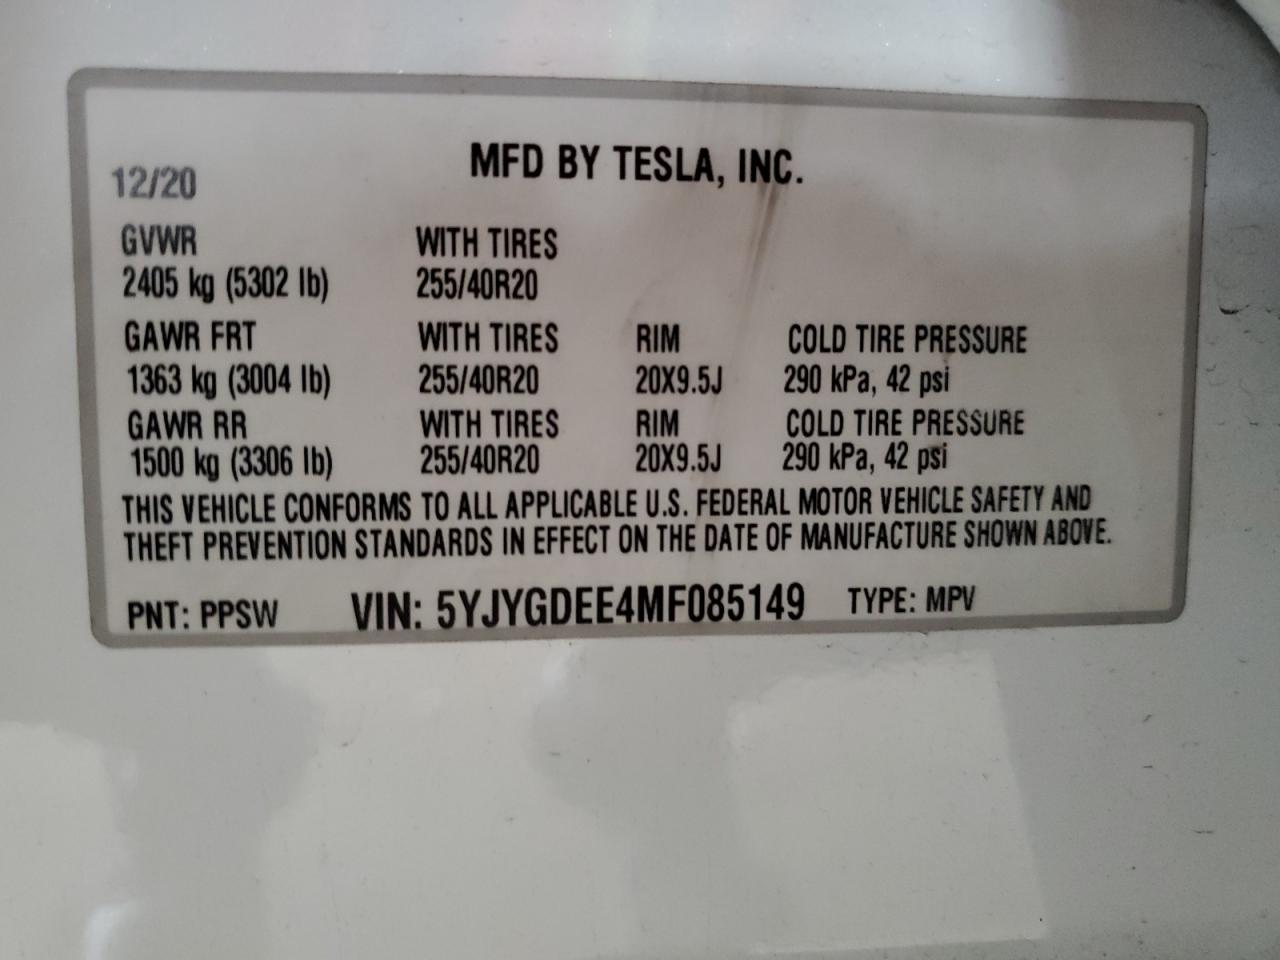 MFD BY TESLA, INC.
12/20
GVWR WITH TIRES
2405 kg (5302 lb) 255/40R20
GAWR FRT WITH TIRES RIM COLD TIRE PRESSURE
1363 kg (3004 lb) 255/40R20 20X9.5J 290 kPa, 42 psi
GAWR RR WITH TIRES RIM COLD TIRE PRESSURE
1500 kg (3306 lb) 255/40R20 20X9.5J 290 kPa, 42 psi
THIS VEHICLE CONFORMS TO ALL APPLICABLE U.S. FEDERAL MOTOR VEHICLE SAFETY AND
THEFT PREVENTION STANDARDS IN EFFECT ON THE DATE OF MANUFACTURE SHOWN ABOVE.
PNT: PPSW VIN: 5YJYGDEE4MF085149 TYPE: MPV